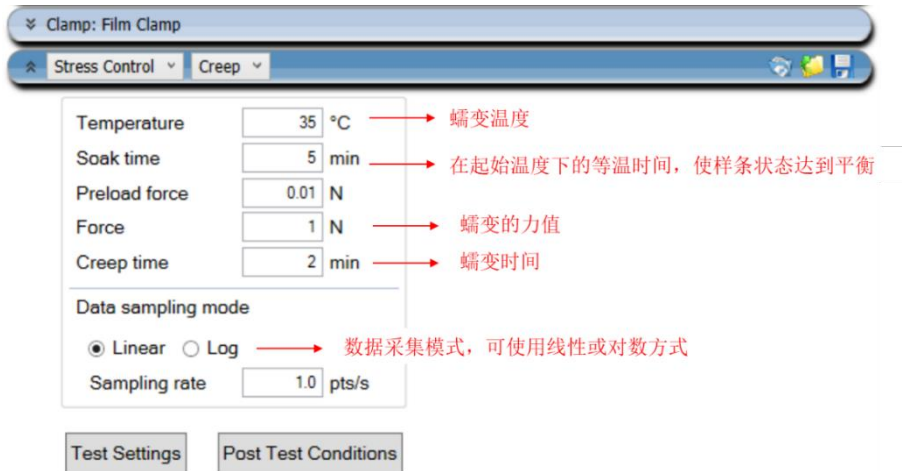 Clamp: Film Clamp
Stress Control Creep
Temperature 35 °C 蠕变温度
Soak time 5 min 在起始温度下的等温时间，使样条状态达到平衡
Preload force 0.01 N
Force 1 N 蠕变的力值
Creep time 2 min 蠕变时间
Data sampling mode
Linear Log 数据采集模式，可使用线性或对数方式
Sampling rate 1.0 pts/s
Test Settings Post Test Conditions